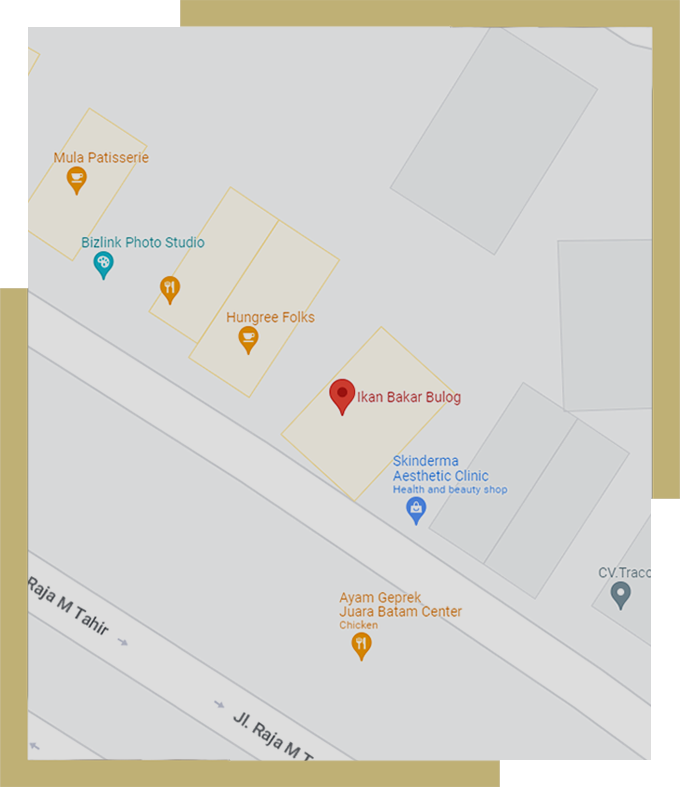 Mula Patisserie
Bizlink Photo Studio
Hungree Folks
Ikan Bakar Bulog
Skinderma
Aesthetic Clinic
Health and beauty shop
CV.Tracc
Ayam Geprek
Juara Batam Center
Chicken
Raja M Tahir
Jl. Raja M T